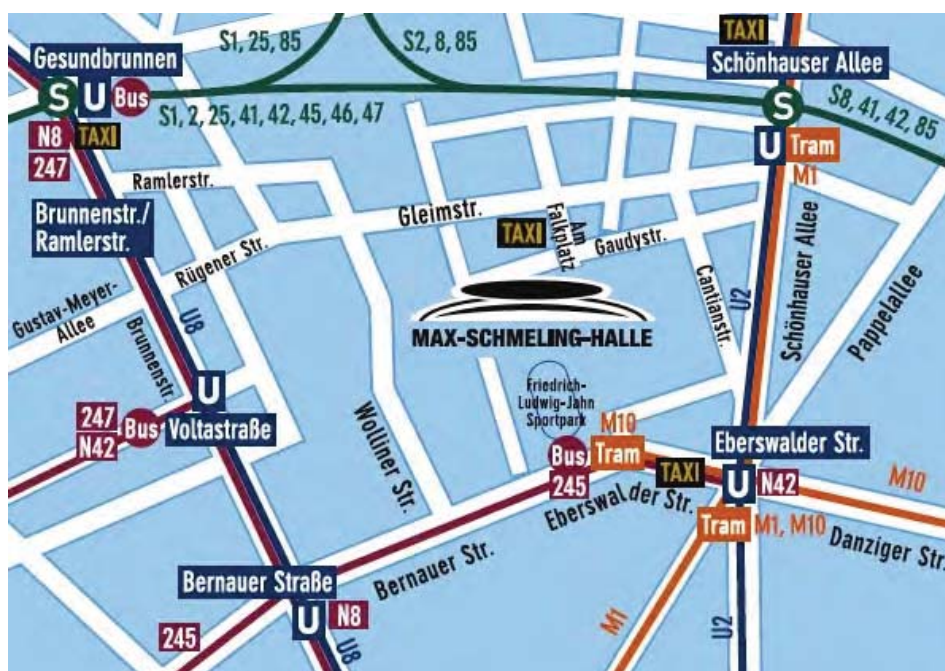 S1, 25, 85
S2, 8, 85
TAXI
Gesundbrunnen
Schönhauser Allee
S
U
Bus
S1, 2, 25, 41, 42, 45, 46, 47
S
S8, 41, 42, 85
N8
TAXI
247
U
Tram
M1
Ramlerstr.
Brunnenstr./
Ramlerstr.
Gleimstr.
TAXI
Am
Falkplatz
Gaudystr.
Rügener Str.
Gustav-Meyer-
Allee
U8
Cantianstr.
U2
Schönhauser Allee
Pappelallee
MAX-SCHMELING-HALLE
Brunnenstr.
U
Friedrich-
Ludwig-Jahn
Sportpark
247
Bus
N42
Voltastraße
Wolliner Str.
M10
Bus
Tram
245
TAXI
Eberswalder Str.
Eberswalder Str.
U
N42
M10
Tram
M1, M10
Danziger Str.
Bernauer Str.
Bernauer Straße
U
N8
245
U8
M1
U2